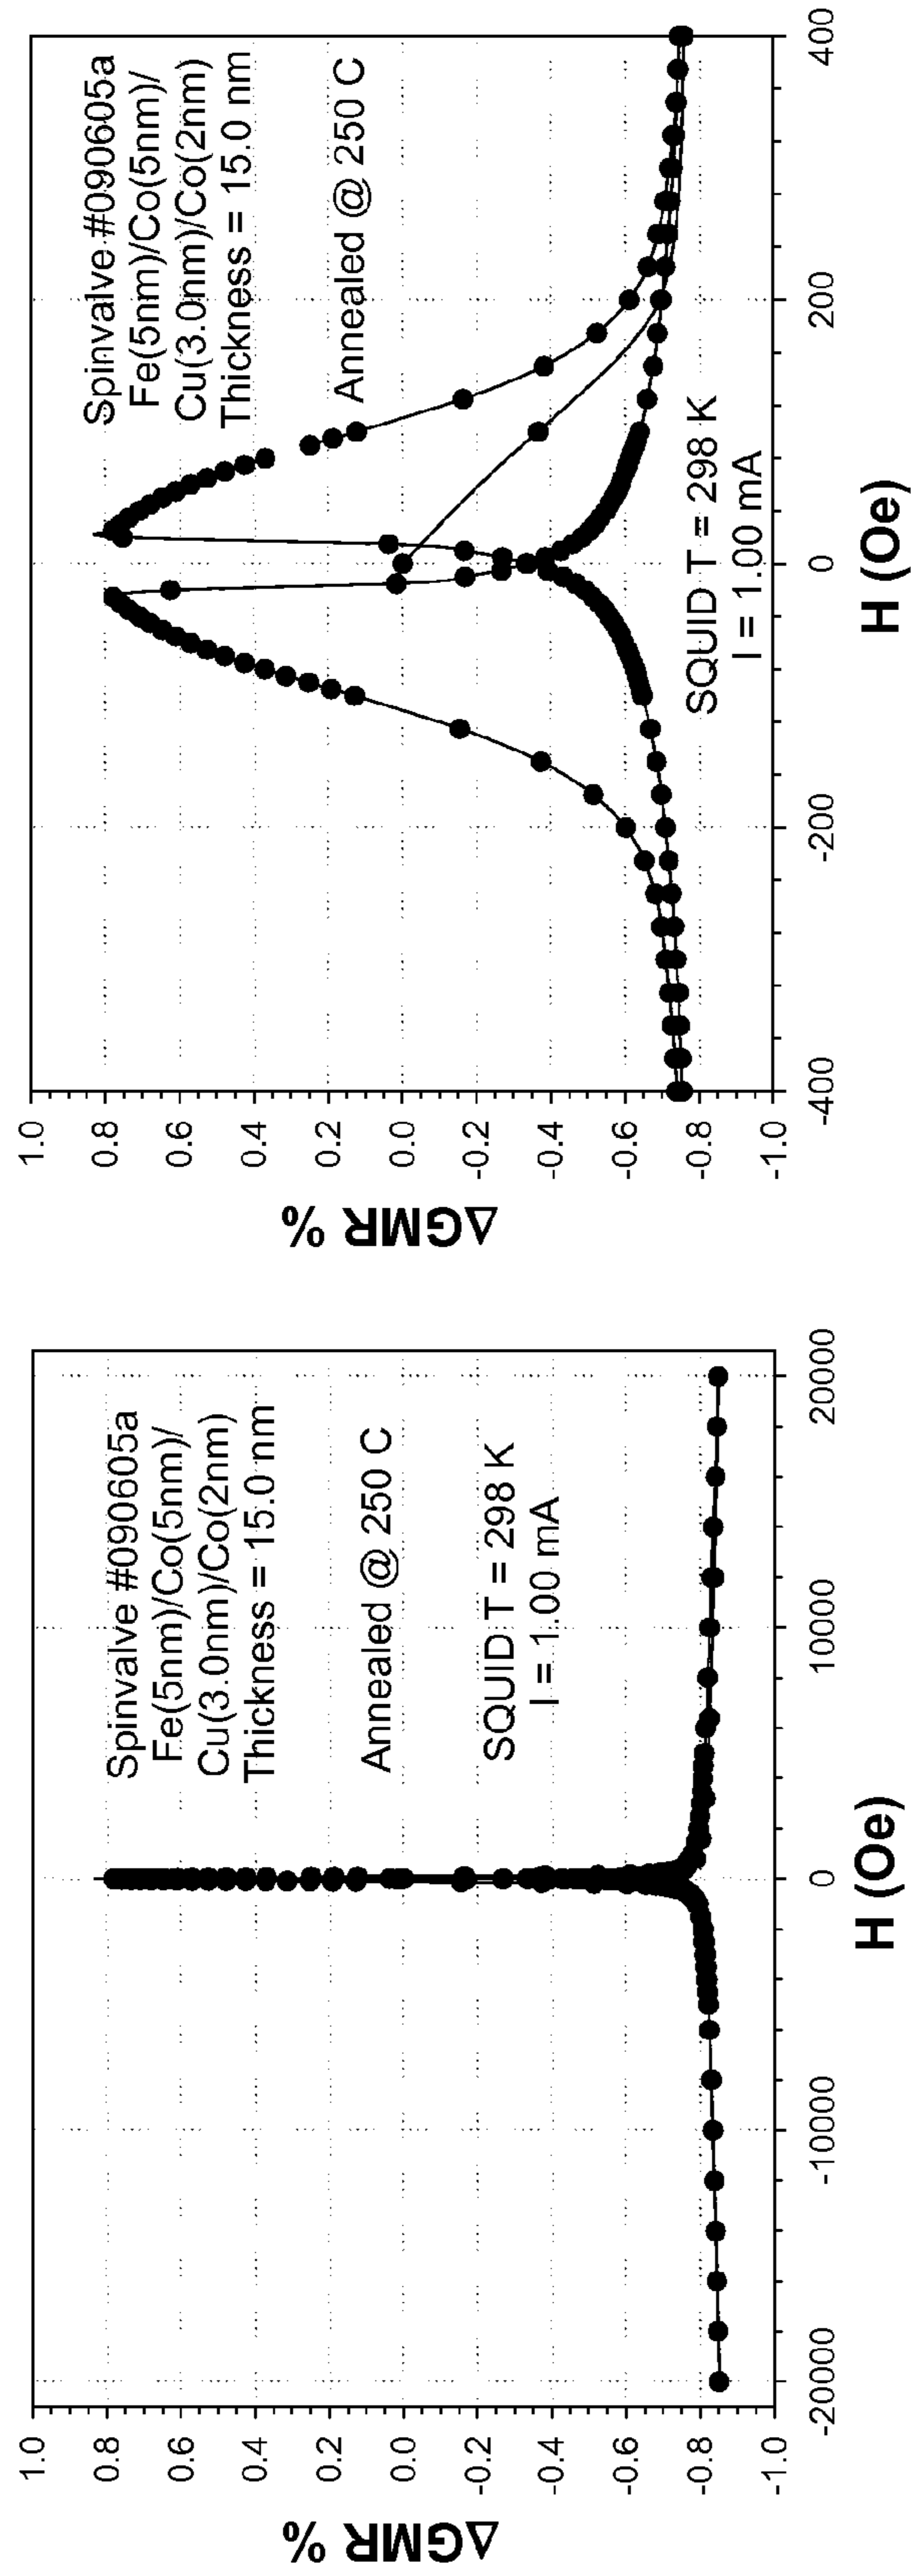 ΔGMR %
1.0
0.8
0.6
0.4
0.2
0.0
-0.2
-0.4
-0.6
-0.8
-1.0
Spinvalve #090605a
Fe(5nm)/Co(5nm)/
Cu(3.0nm)/Co(2nm)
Thickness = 15.0 nm
Annealed @ 250 C
SQUID T = 298 K
I = 1.00 mA
-20000
-10000
0
10000
20000
H (Oe)
ΔGMR %
1.0
0.8
0.6
0.4
0.2
0.0
-0.2
-0.4
-0.6
-0.8
-1.0
Spinvalve #090605a
Fe(5nm)/Co(5nm)/
Cu(3.0nm)/Co(2nm)
Thickness = 15.0 nm
Annealed @ 250 C
SQUID T = 298 K
I = 1.00 mA
-400
-200
0
200
400
H (Oe)